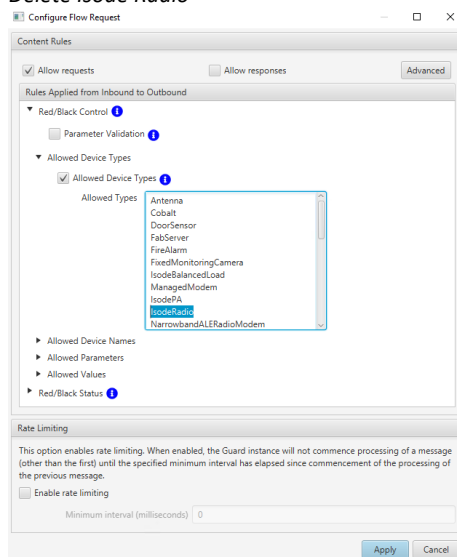 Delete Isode Radio
Configure Flow Request
Content Rules
Allow requests
Allow responses
Advanced
Rules Applied from Inbound to Outbound
Red/Black Control
Parameter Validation
Allowed Device Types
Allowed Device Types
Allowed Types
Antenna
Cobalt
DoorSensor
FabServer
FireAlarm
FixedMonitoringCamera
IsodeBalancedLoad
ManagedModem
IsodePA
IsodeRadio
NarrowbandALERadioModem
Allowed Device Names
Allowed Parameters
Allowed Values
Red/Black Status
Rate Limiting
This option enables rate limiting. When enabled, the Guard instance will not commence processing of a message
(other than the first) until the specified minimum interval has elapsed since commencement of the processing of
the previous message.
Enable rate limiting
Minimum interval (milliseconds) 0
Apply Cancel